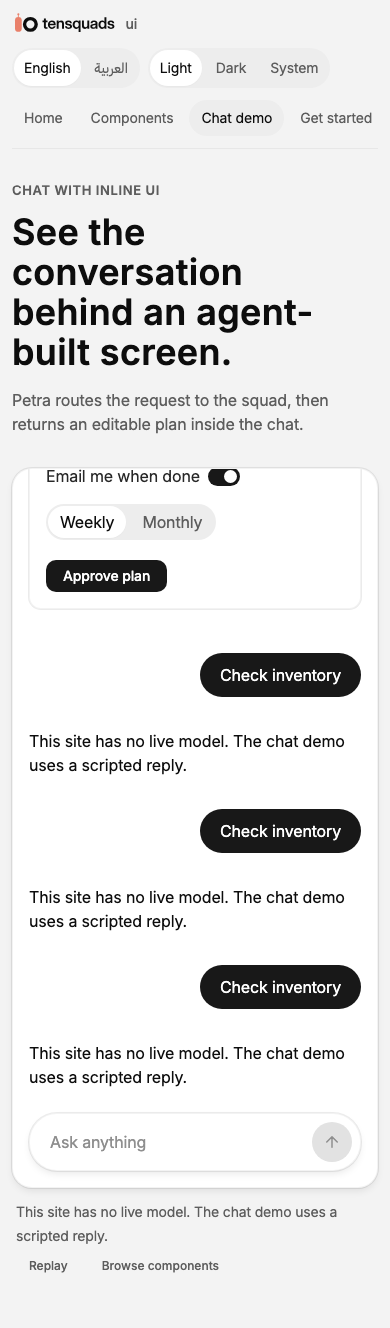 tensquads ui
English العربية Light Dark System
Home Components Chat demo Get started
CHAT WITH INLINE UI
See the
conversation
behind an agent-
built screen.
Petra routes the request to the squad, then
returns an editable plan inside the chat.
Email me when done
Weekly Monthly
Approve plan
Check inventory
This site has no live model. The chat demo
uses a scripted reply.
Check inventory
This site has no live model. The chat demo
uses a scripted reply.
Check inventory
This site has no live model. The chat demo
uses a scripted reply.
Ask anything
This site has no live model. The chat demo uses a
scripted reply.
Replay Browse components